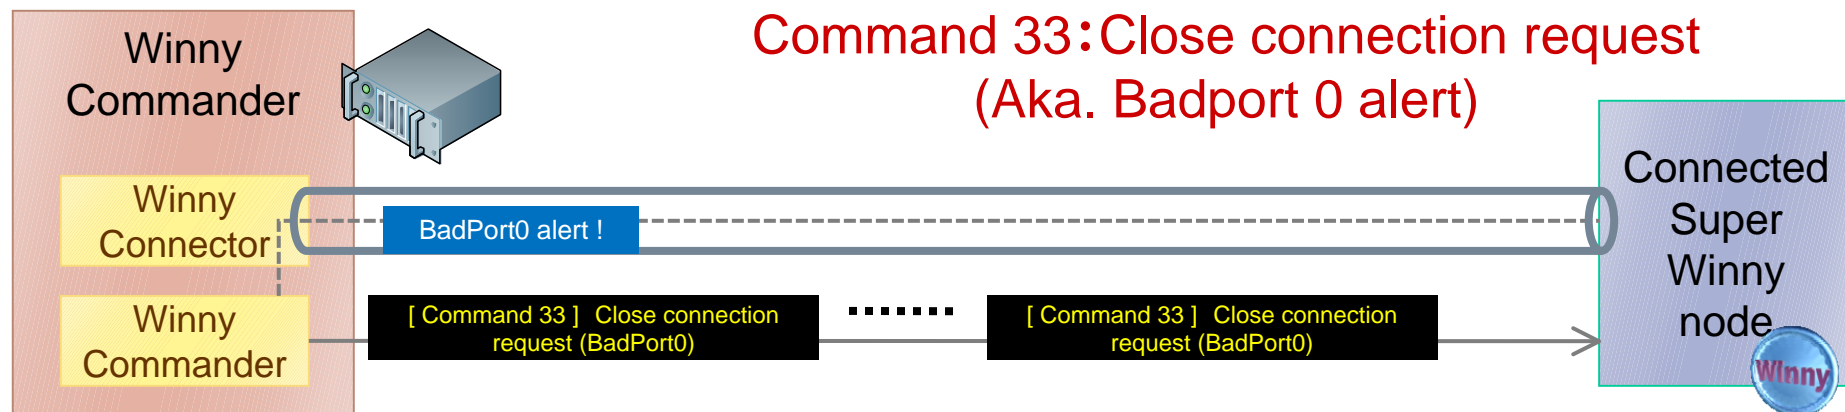 Winny
Commander
Command 33:Close connection request
(Aka. Badport 0 alert)
Winny
Connector
BadPort0 alert !
Winny
Commander
[ Command 33 ] Close connection
request (BadPort0)
.......
[ Command 33 ] Close connection
request (BadPort0)
Connected
Super
Winny
node
Winny